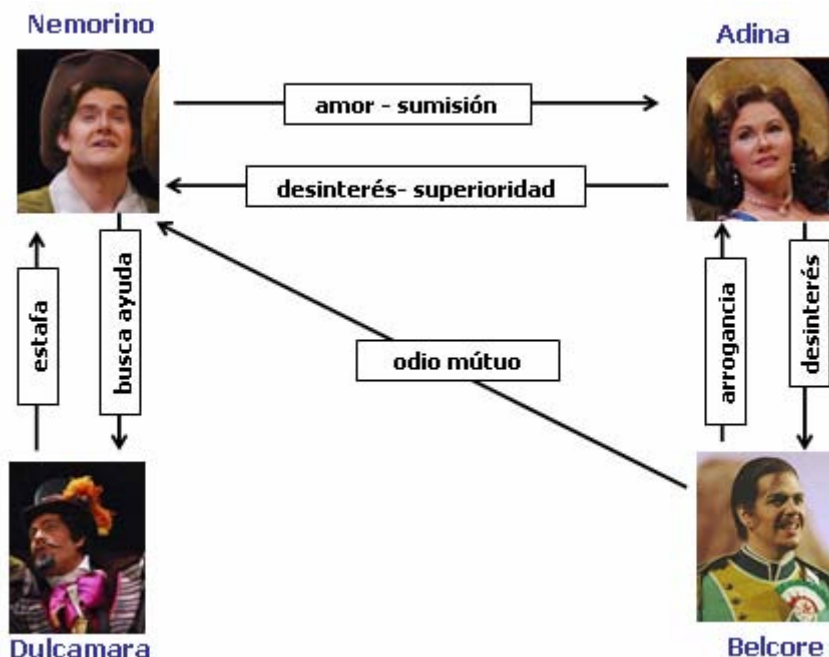 Nemorino
Adina
amor - sumisión
desinterés- superioridad
estafa
busca ayuda
odio mútuo
arrogancia
desinterés
Dulcamara
Belcore